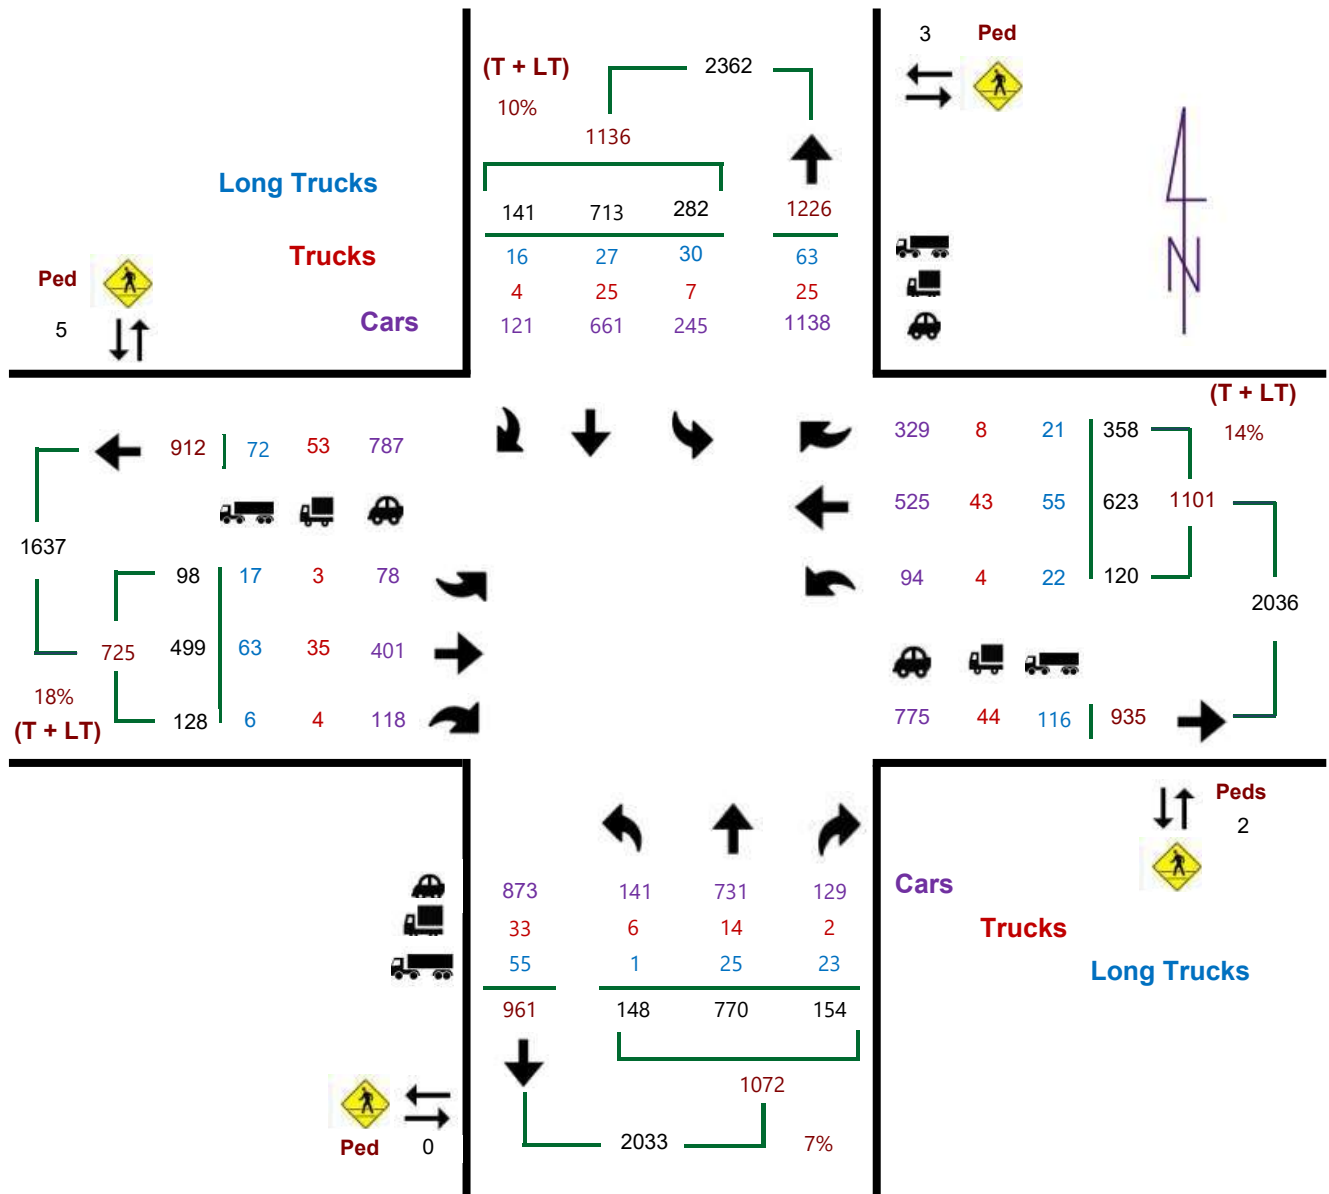 3 Ped
(T + LT) 2362
10%
1136
Long Trucks
141 713 282 1226
16 27 30 63
Trucks
4 25 7 25
Ped
Cars
121 661 245 1138
5
N
(T + LT)
912 72 53 787
329 8 21 358 14%
525 43 55 623 1101
1637
98 17 3 78
94 4 22 120
2036
725 499 63 35 401
18%
128 6 4 118
(T + LT)
775 44 116 935
Peds
2
Cars
873 141 731 129
33 6 14 2
Trucks
55 1 25 23
Long Trucks
961 148 770 154
1072
Ped 0
2033 7%